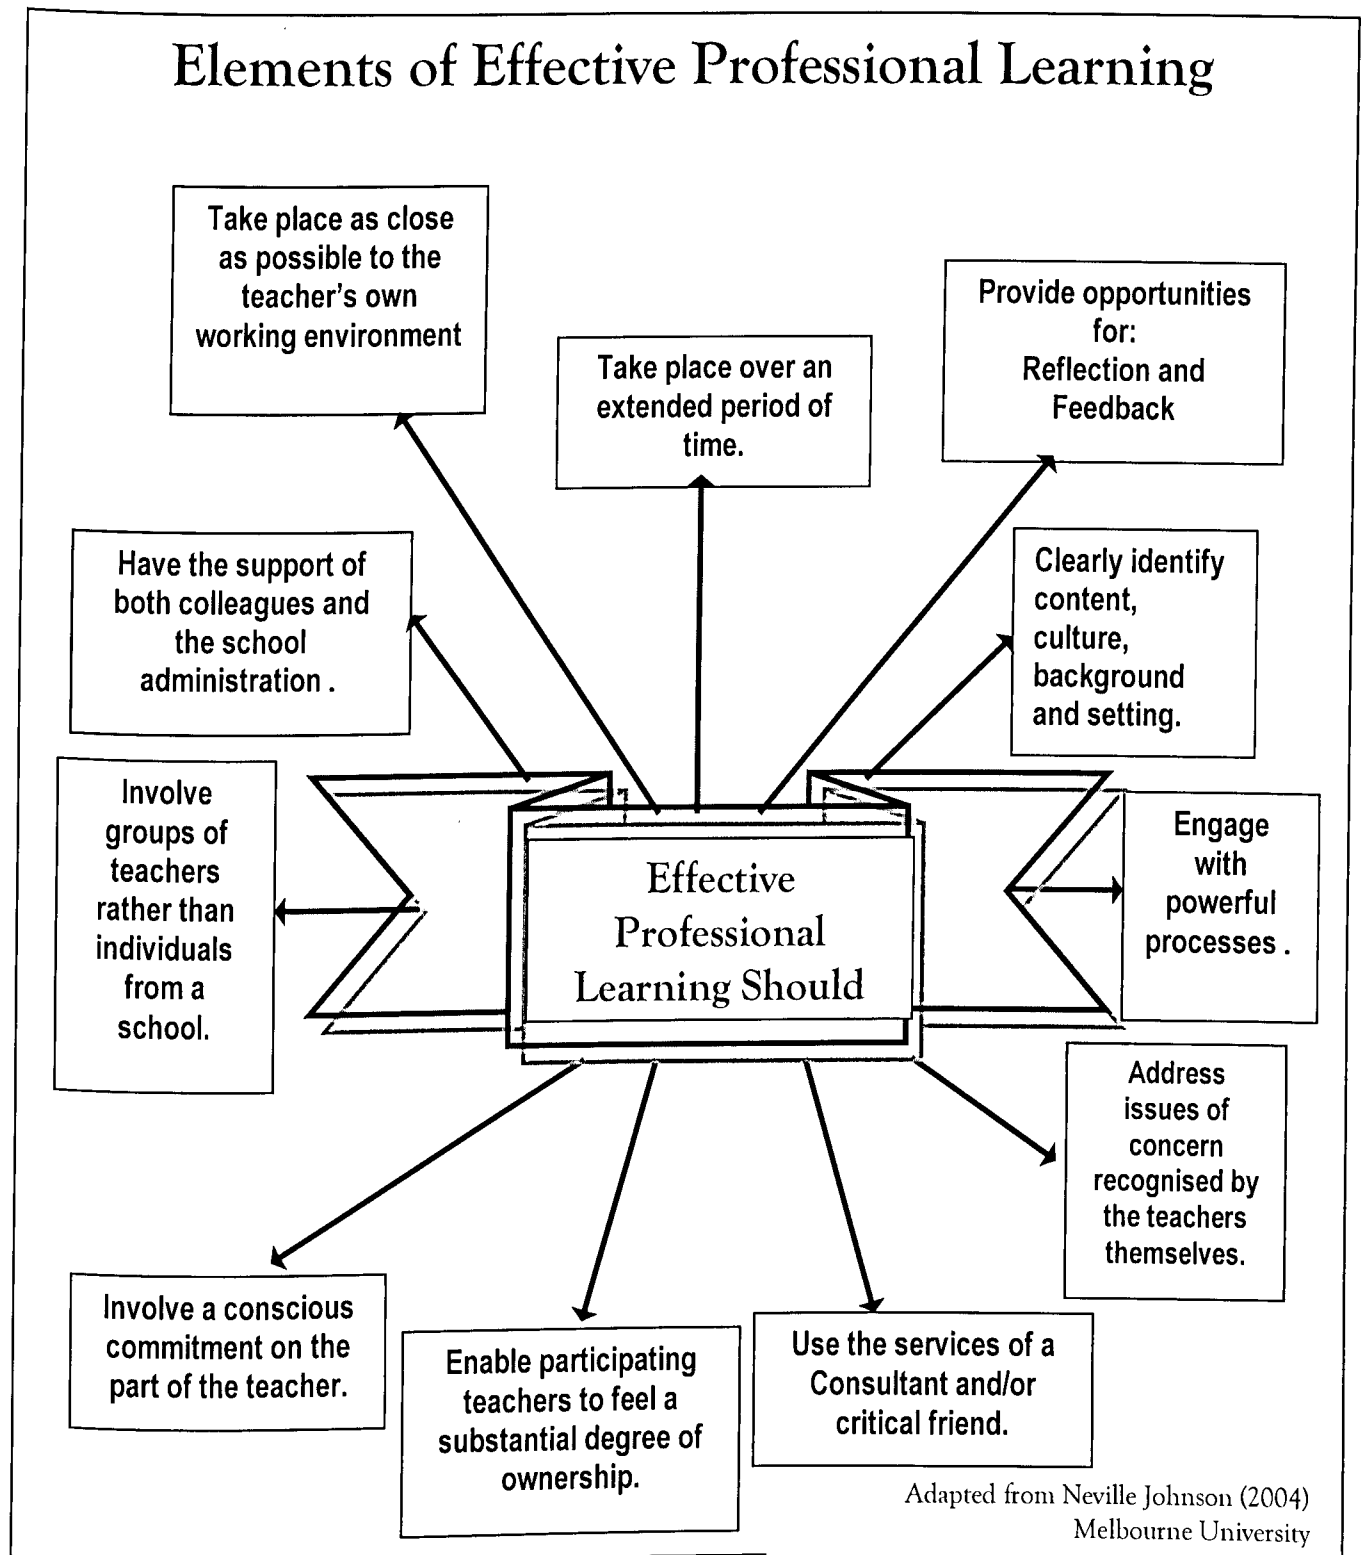 Elements of Effective Professional Learning
Take place as close
as possible to the
teacher's own
working environment
Take place over an
extended period of
time.
Provide opportunities
for:
Reflection and
Feedback
Have the support of
both colleagues and
the school
administration .
Clearly identify
content,
culture,
background
and setting.
Involve
groups of
teachers
rather than
individuals
from a
school.
Effective
Professional
Learning Should
Engage
with
powerful
processes .
Address
issues of
concern
recognised by
the teachers
themselves.
Involve a conscious
commitment on the
part of the teacher.
Enable participating
teachers to feel a
substantial degree of
ownership.
Use the services of a
Consultant and/or
critical friend.
Adapted from Neville Johnson (2004)
Melbourne University